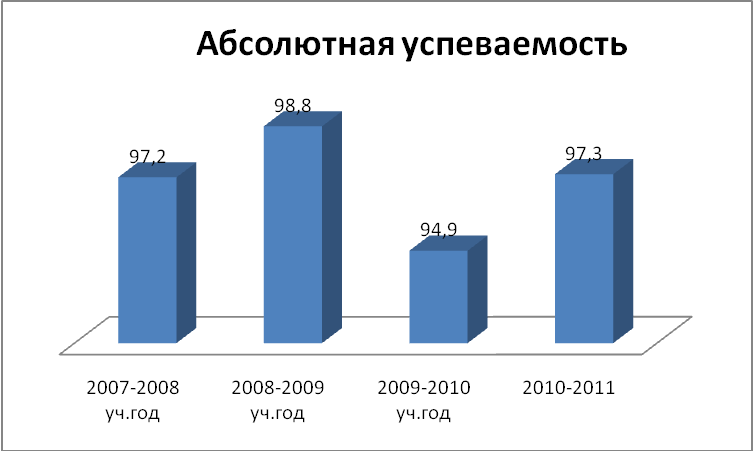 Абсолютная успеваемость
98,8
97,2
97,3
94,9
2007-2008 2008-2009 2009-2010 2010-2011
уч.год уч.год уч.год